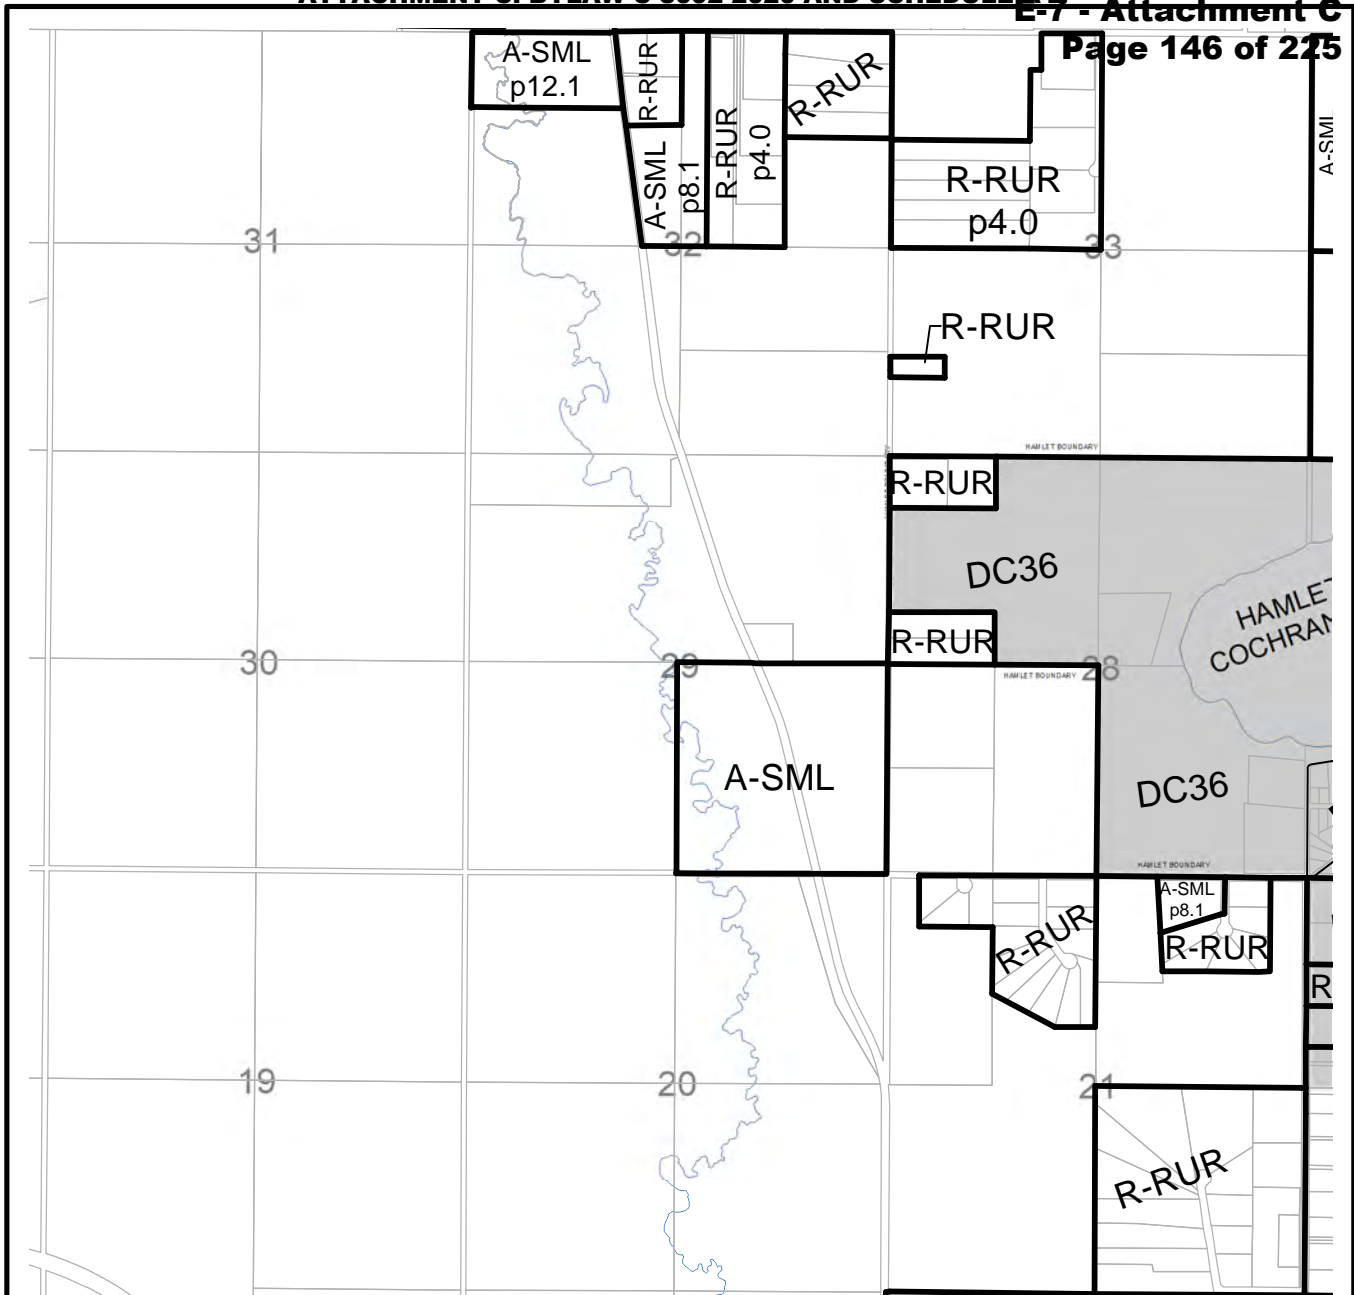 E-7 - Attachment C
Page 146 of 225
A-SML
p12.1
R-RUR
A-SML
p8.1
R-RUR
p4.0
R-RUR
R-RUR
p4.0
A-SML
31
32
33
R-RUR
HAMLET BOUNDARY
R-RUR
DC36
HAMLET
COCHRAN
R-RUR
30
29
28
HAMLET BOUNDARY
A-SML
DC36
HAMLET BOUNDARY
A-SML
p8.1
R-RUR
R-RUR
R
19
20
21
R-RUR